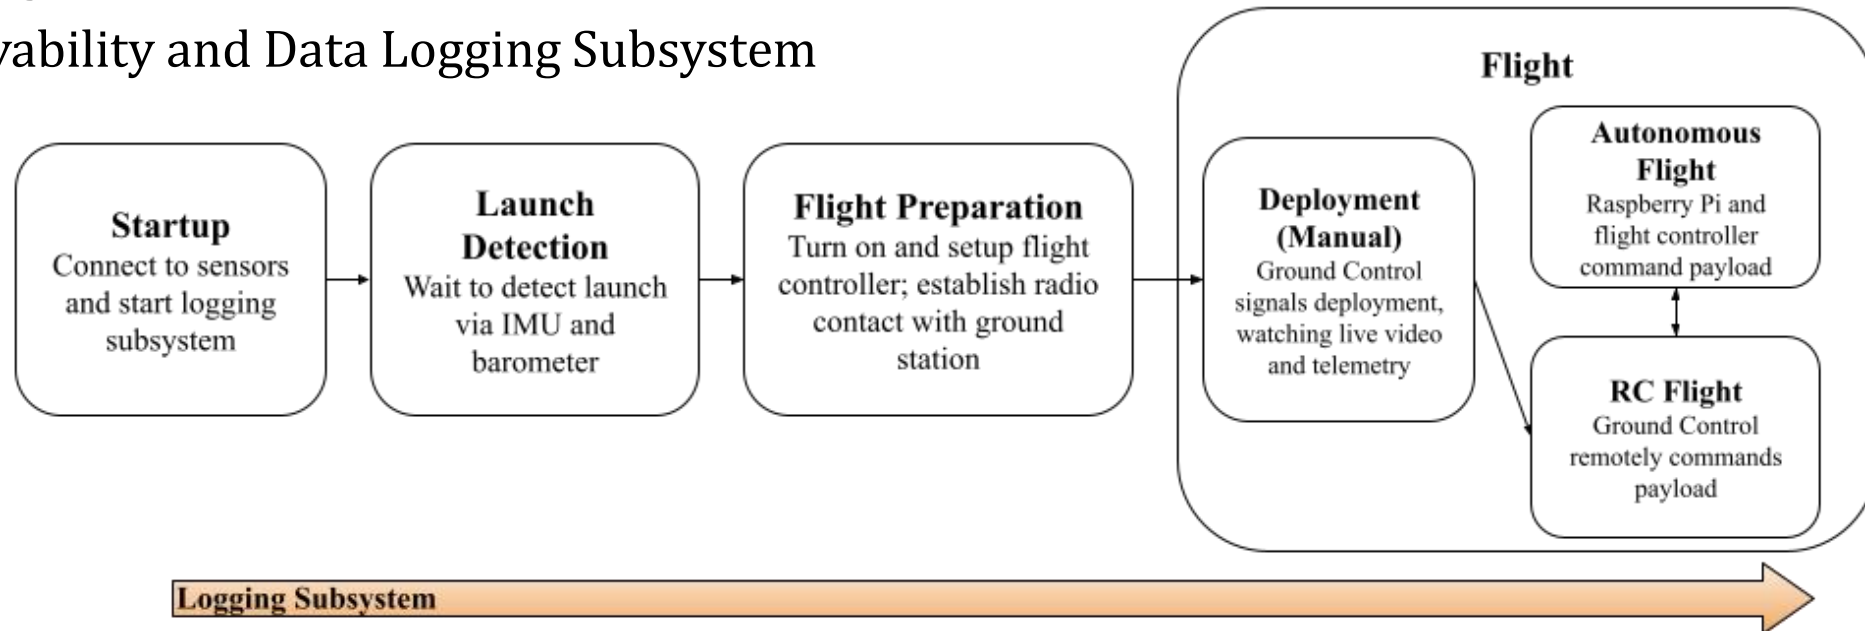 and Data Logging Subsystem
Flight
Startup
Connect to sensors
and start logging
subsystem
Launch
Detection
Wait to detect launch
via IMU and
barometer
Flight Preparation
Turn on and setup flight
controller; establish radio
contact with ground
station
Deployment
(Manual)
Ground Control
signals deployment,
watching live video
and telemetry
Autonomous
Flight
Raspberry Pi and
flight controller
command payload
RC Flight
Ground Control
remotely commands
payload
Logging Subsystem